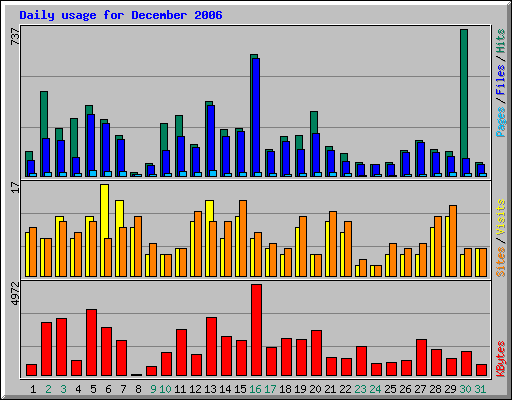 Daily usage for December 2006
737
Pages / Files / Hits
17
Sites / Visits
4972
KBytes
1 2 3 4 5 6 7 8 9 10 11 12 13 14 15 16 17 18 19 20 21 22 23 24 25 26 27 28 29 30 31